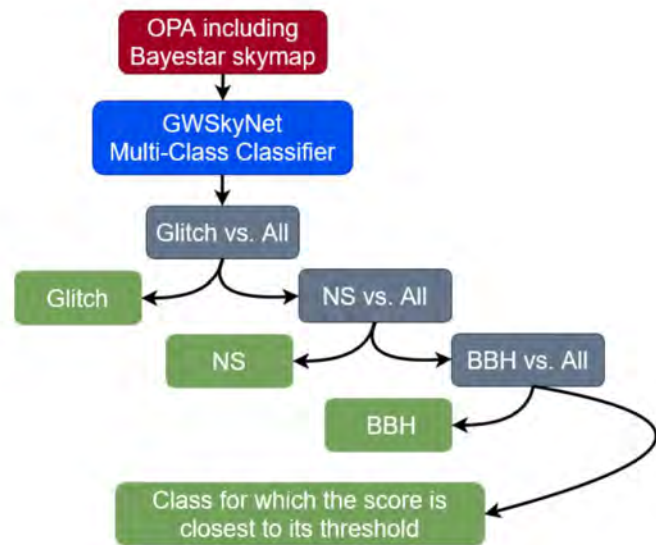 OPA including
Bayestar skymap
GWSkyNet
Multi-Class Classifier
Glitch vs. All
Glitch
NS vs. All
NS
BBH vs. All
BBH
Class for which the score is
closest to its threshold